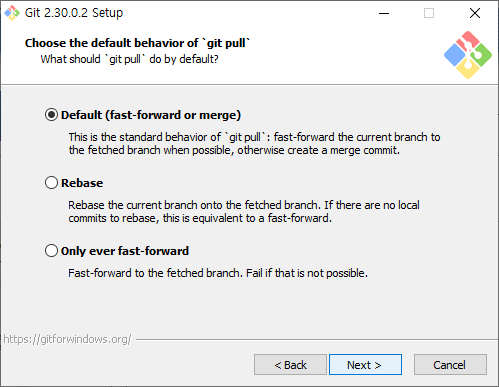 Git 2.30.0.2 Setup
Choose the default behavior of `git pull`
What should `git pull` do by default?
Default (fast-forward or merge)
This is the standard behavior of `git pull`: fast-forward the current branch to
the fetched branch when possible, otherwise create a merge commit.
Rebase
Rebase the current branch onto the fetched branch. If there are no local
commits to rebase, this is equivalent to a fast-forward.
Only ever fast-forward
Fast-forward to the fetched branch. Fail if that is not possible.
https://gitforwindows.org/
< Back
Next >
Cancel